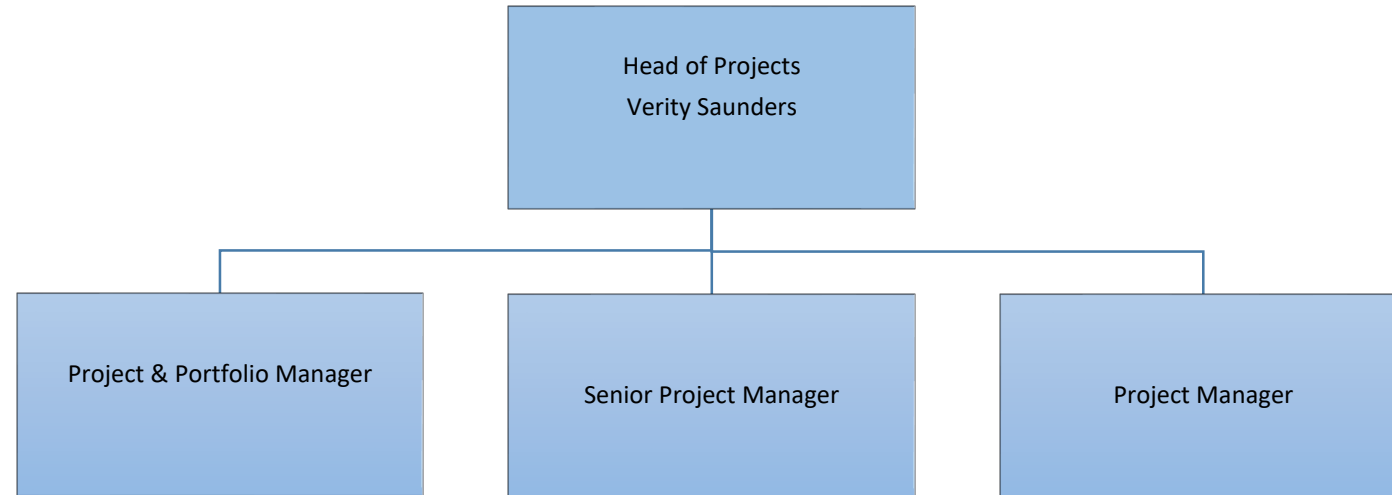 Head of Projects
Verity Saunders
Project & Portfolio Manager
Senior Project Manager
Project Manager